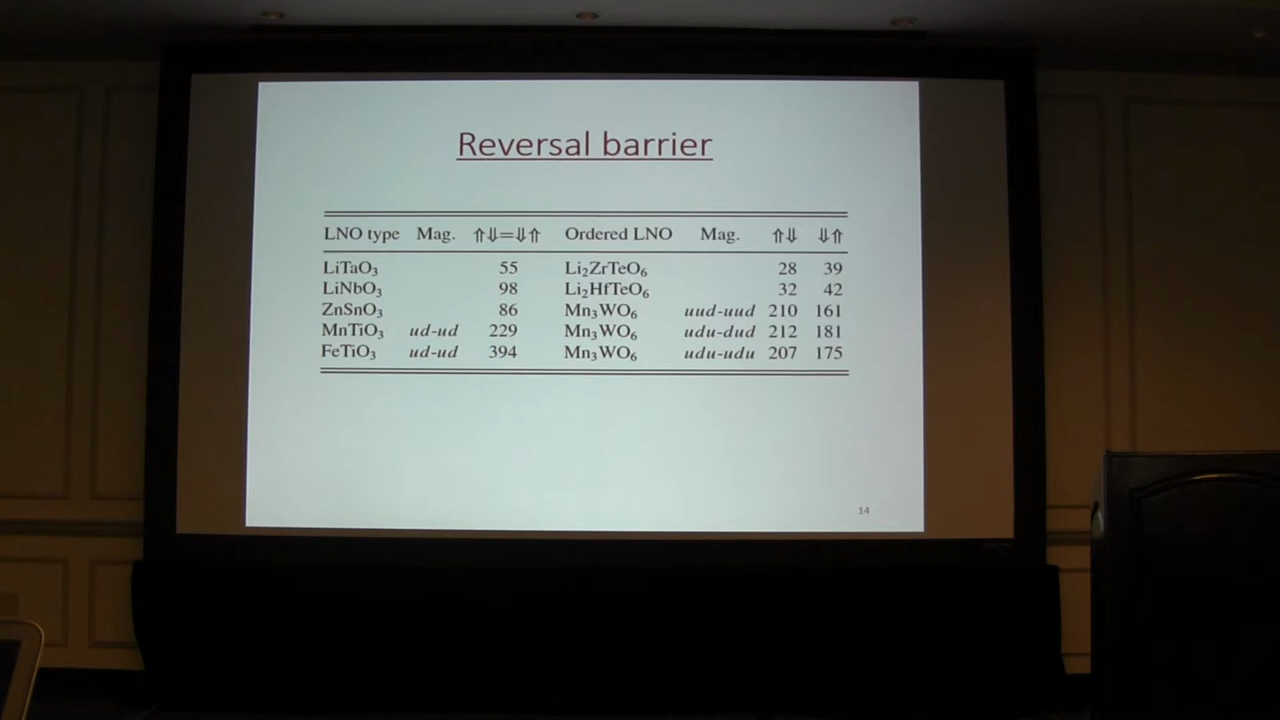 Reversal barrier
LNO type Mag. ⇑⇓=⇓⇑ Ordered LNO Mag. ⇑⇓ ⇓⇑
LiTaO₃ 55 Li₂ZrTeO₆ 28 39
LiNbO₃ 98 Li₂HfTeO₆ 32 42
ZnSnO₃ 86 Mn₃WO₆ uud-uud 210 161
MnTiO₃ ud-ud 229 Mn₃WO₆ udu-dud 212 181
FeTiO₃ ud-ud 394 Mn₃WO₆ udu-udu 207 175
14